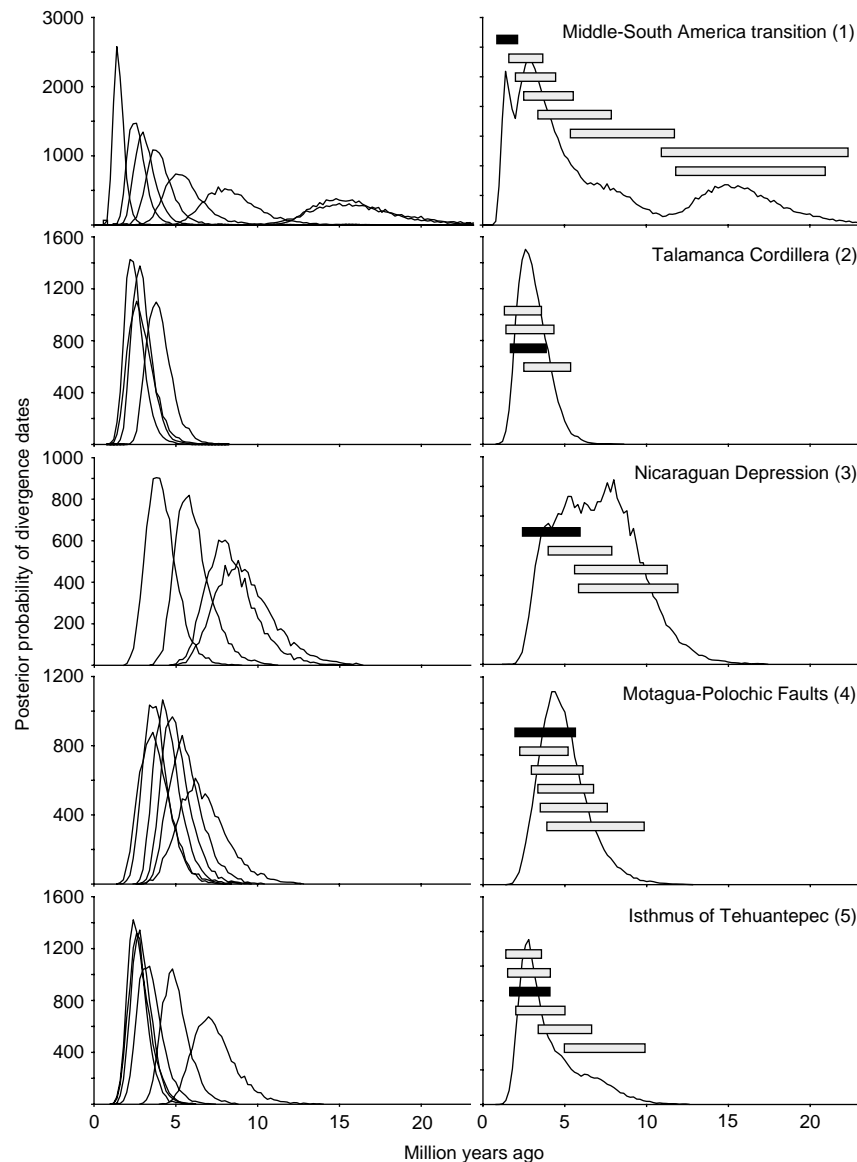 3000
2000
1000
Middle-South America transition (1)
1600
1200
800
400
Talamanca Cordillera (2)
1000
800
600
400
200
Nicaraguan Depression (3)
1200
800
400
Motagua-Polochic Faults (4)
1600
1200
800
400
Isthmus of Tehuantepec (5)
Posterior probability of divergence dates
0 5 10 15 20 0 5 10 15 20
Million years ago